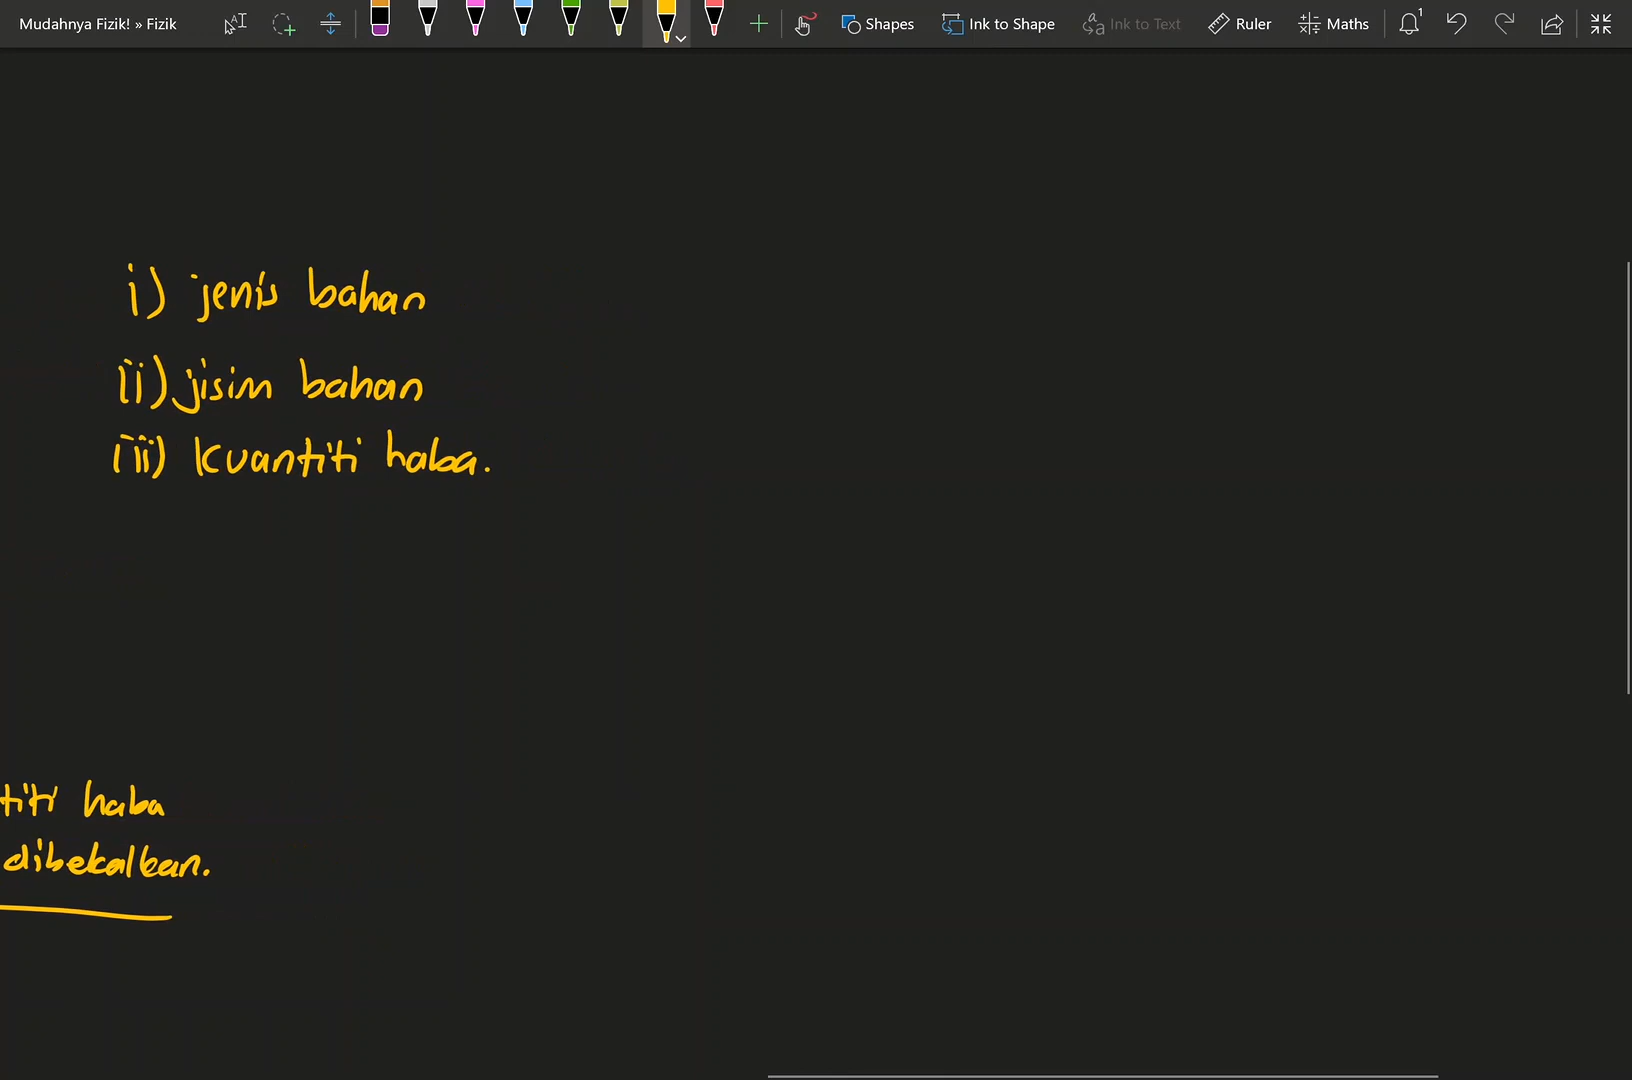 Mudahnya Fizik! » Fizik
Shapes
Ink to Shape
Ink to Text
Ruler
Maths
1
i) jenis bahan
ii) jisim bahan
iii) kuantiti haba.
titi haba
dibekalkan.